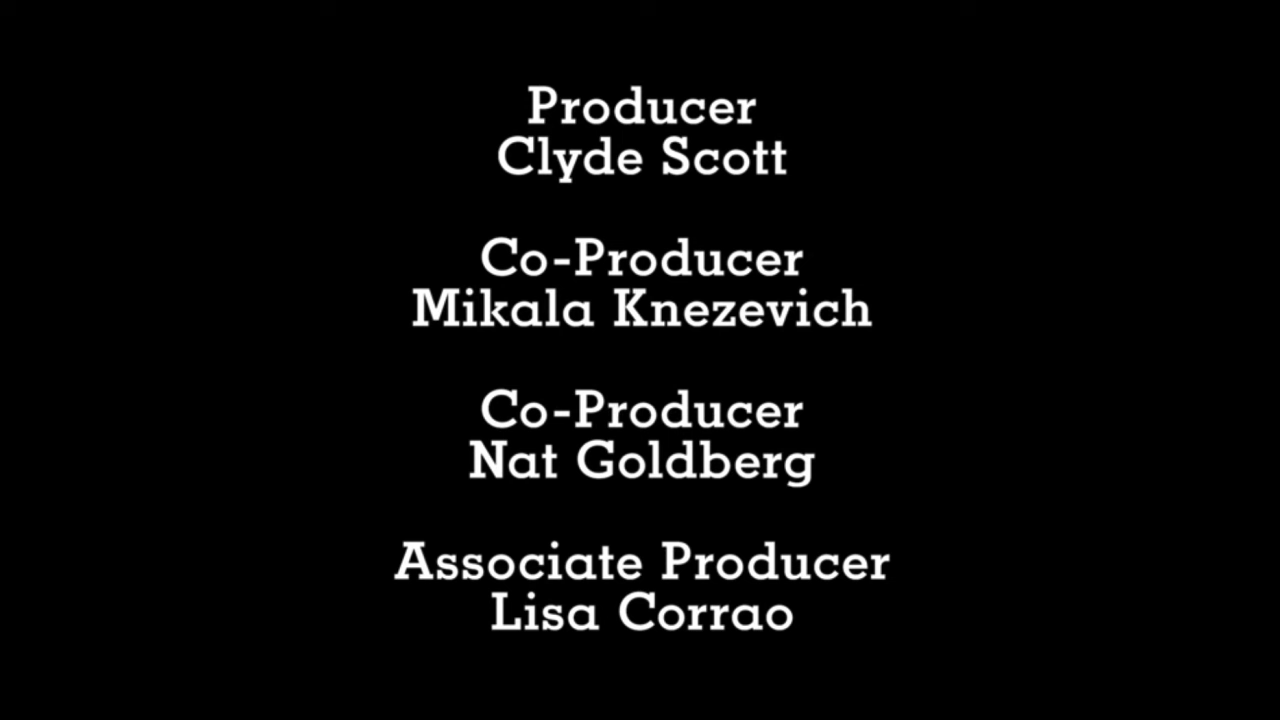 Producer
Clyde Scott
Co-Producer
Mikala Knezevich
Co-Producer
Nat Goldberg
Associate Producer
Lisa Corrao